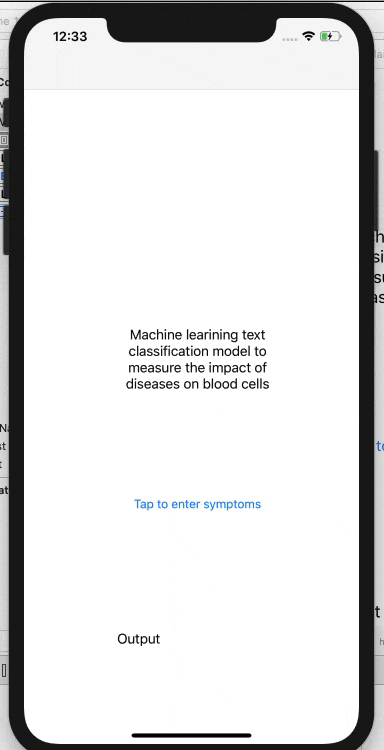 12:33
Machine learining text
classification model to
measure the impact of
diseases on blood cells
Tap to enter symptoms
Output